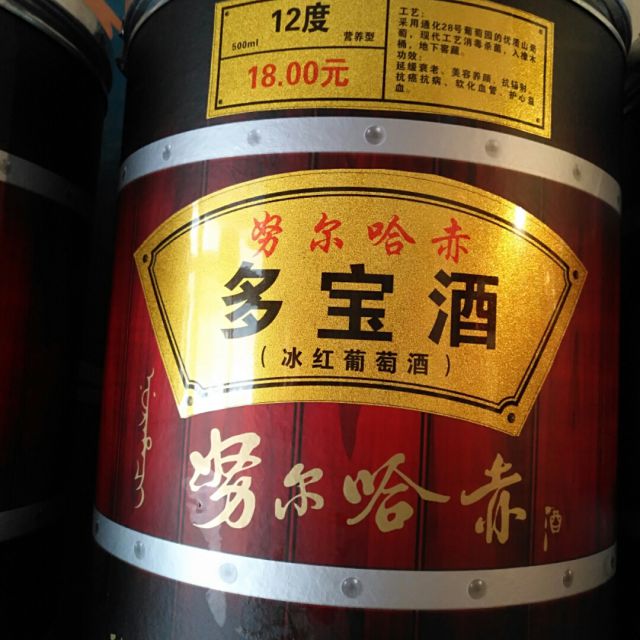 12度
500ml
营养型
18.00元
工艺:
采用通化28号葡萄园的优质山葡
萄,现代工艺消毒杀菌,入橡木
桶,地下窖藏。
功效:
延缓衰老、美容养颜、抗辐射、
抗癌抗病、软化血管、护心益
血。
努尔哈赤
多宝酒
(冰红葡萄酒)
努尔哈赤酒